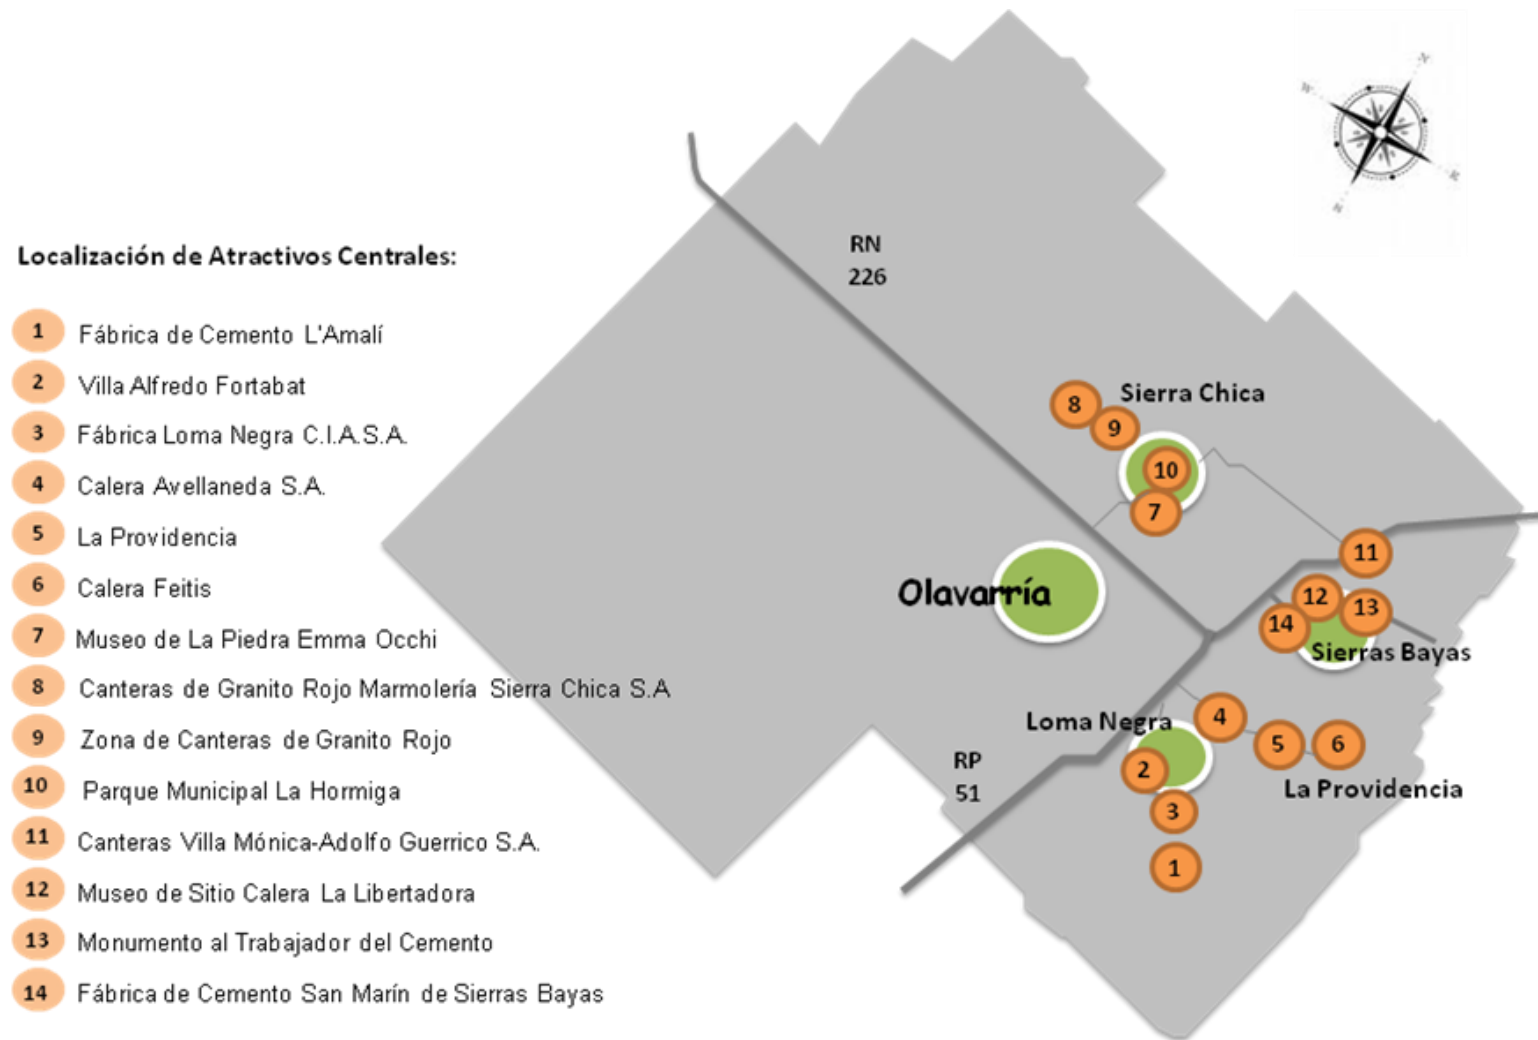 Localización de Atractivos Centrales:
1 Fábrica de Cemento L'Amalí
2 Villa Alfredo Fortabat
3 Fábrica Loma Negra C.I.A.S.A.
4 Calera Avellaneda S.A.
5 La Providencia
6 Calera Feitis
7 Museo de La Piedra Emma Occhi
8 Canteras de Granito Rojo Marmolería Sierra Chica S.A
9 Zona de Canteras de Granito Rojo
10 Parque Municipal La Hormiga
11 Canteras Villa Mónica-Adolfo Guerrico S.A.
12 Museo de Sitio Calera La Libertadora
13 Monumento al Trabajador del Cemento
14 Fábrica de Cemento San Marín de Sierras Bayas
RN
226
Sierra Chica
8
9
10
7
11
Olavarría
12
13
14
Sierras Bayas
Loma Negra
4
5
6
La Providencia
RP
51
2
3
1
N
W